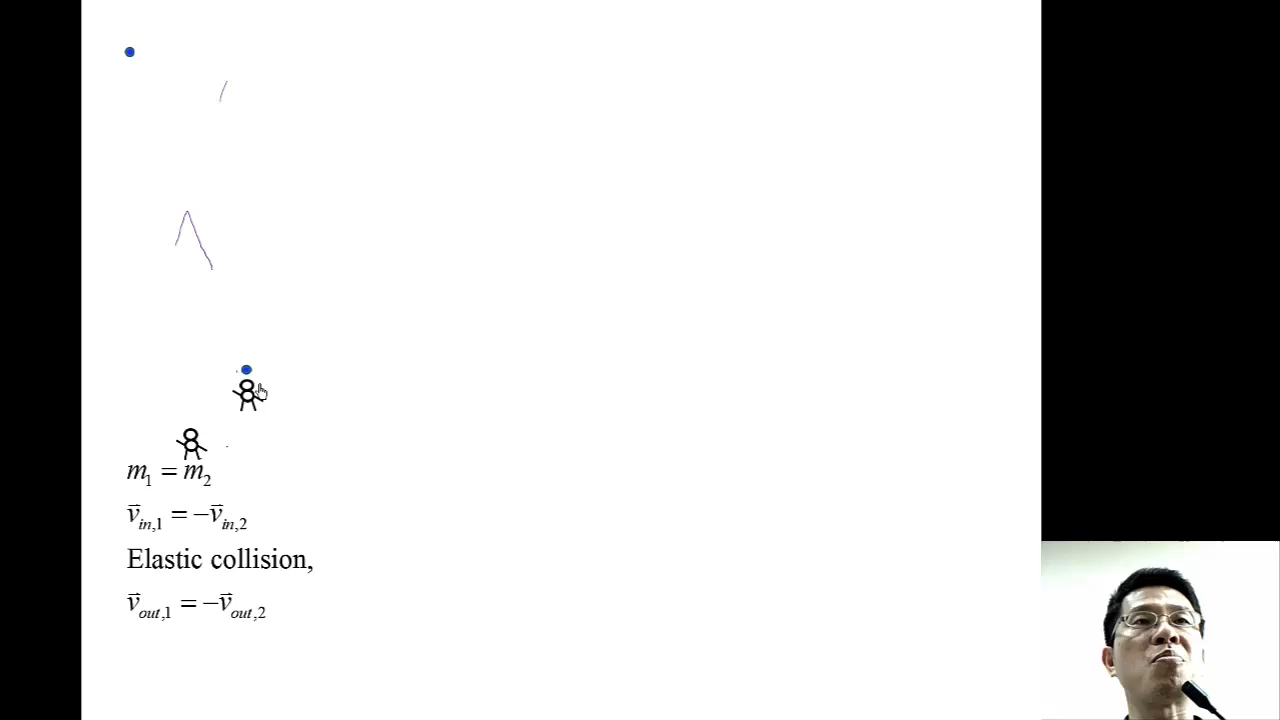 m₁ = m₂
v⃗_{in,1} = −v⃗_{in,2}
Elastic collision,
v⃗_{out,1} = −v⃗_{out,2}